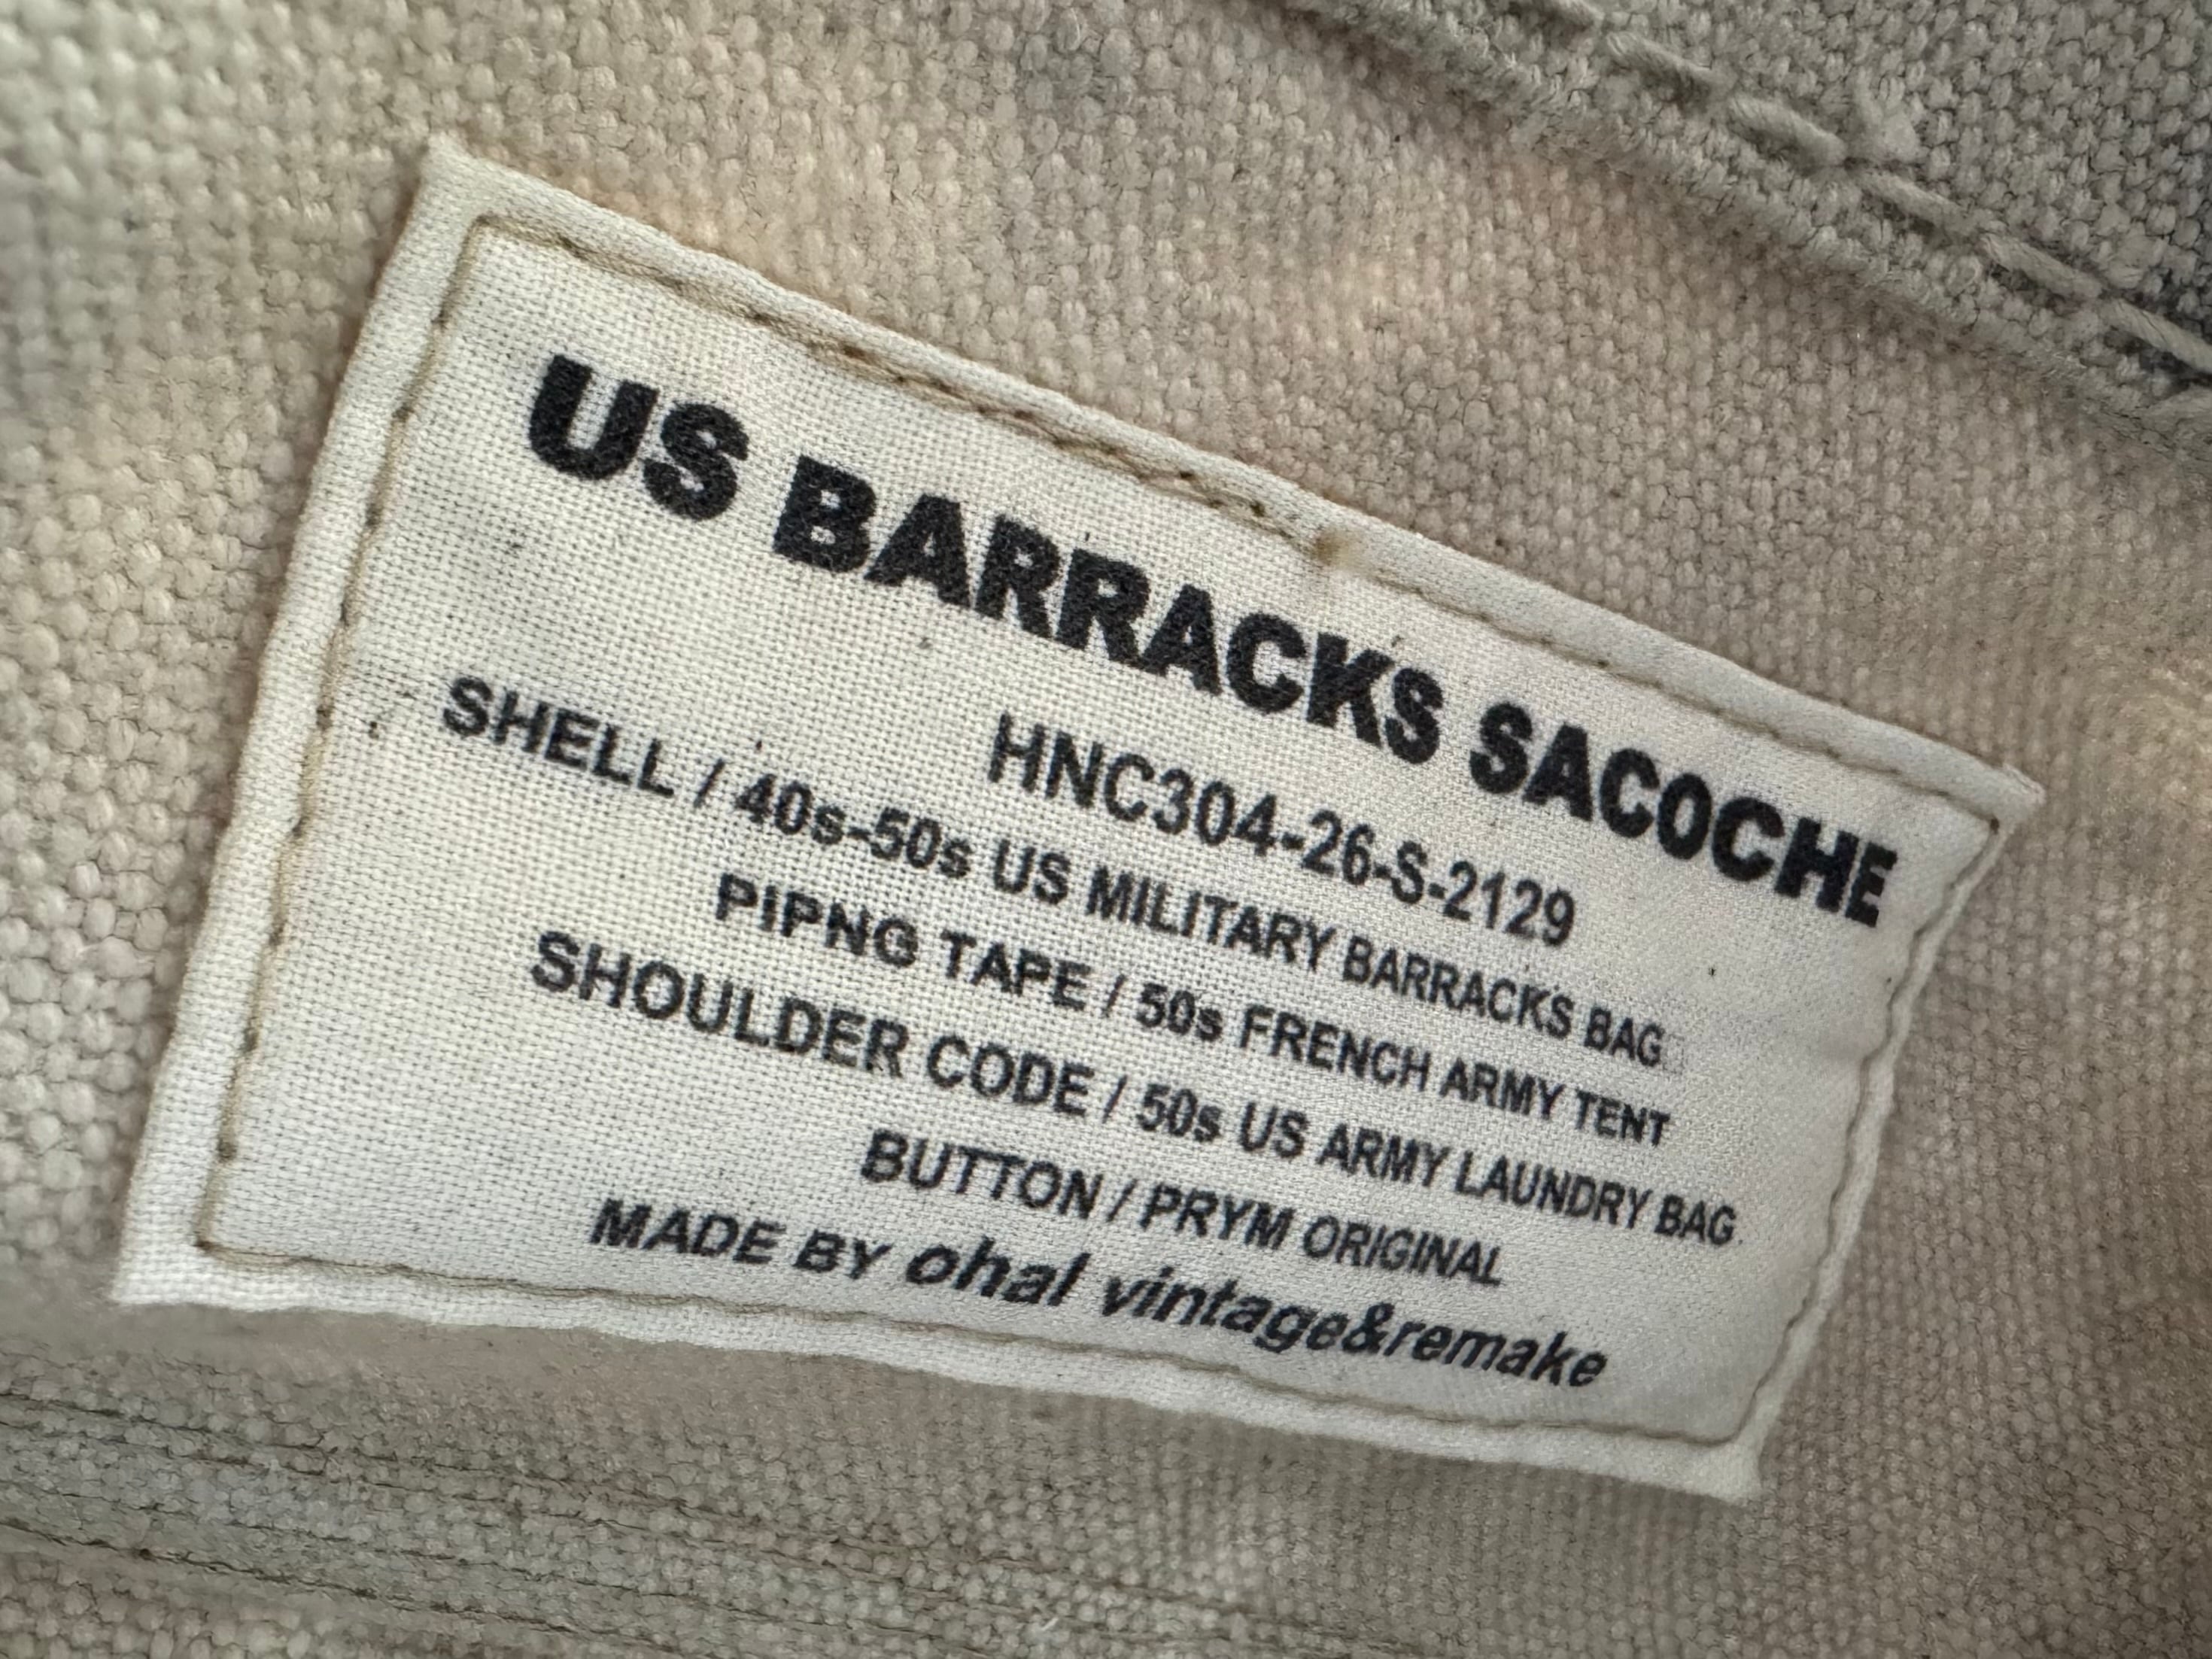 US BARRACKS SACOCHE
HNC304-26-S-2129
SHELL / 40s-50s US MILITARY BARRACKS BAG
PIPNG TAPE / 50s FRENCH ARMY TENT
SHOULDER CODE / 50s US ARMY LAUNDRY BAG
BUTTON / PRYM ORIGINAL
MADE BY ohal vintage&remake